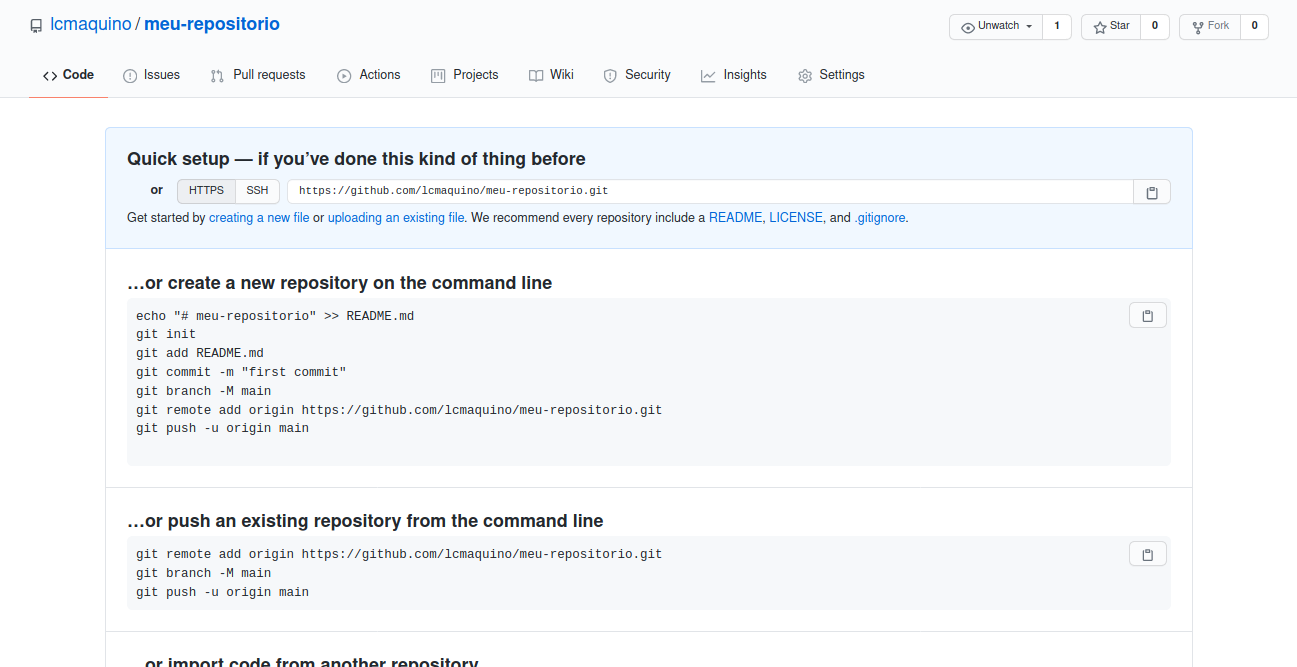 lcmaquino / meu-repositorio
Unwatch 1 Star 0 Fork 0
Code Issues Pull requests Actions Projects Wiki Security Insights Settings
Quick setup — if you’ve done this kind of thing before
or HTTPS SSH https://github.com/lcmaquino/meu-repositorio.git
Get started by creating a new file or uploading an existing file. We recommend every repository include a README, LICENSE, and .gitignore.
…or create a new repository on the command line
echo "# meu-repositorio" >> README.md
git init
git add README.md
git commit -m "first commit"
git branch -M main
git remote add origin https://github.com/lcmaquino/meu-repositorio.git
git push -u origin main
…or push an existing repository from the command line
git remote add origin https://github.com/lcmaquino/meu-repositorio.git
git branch -M main
git push -u origin main
…or import code from another repository